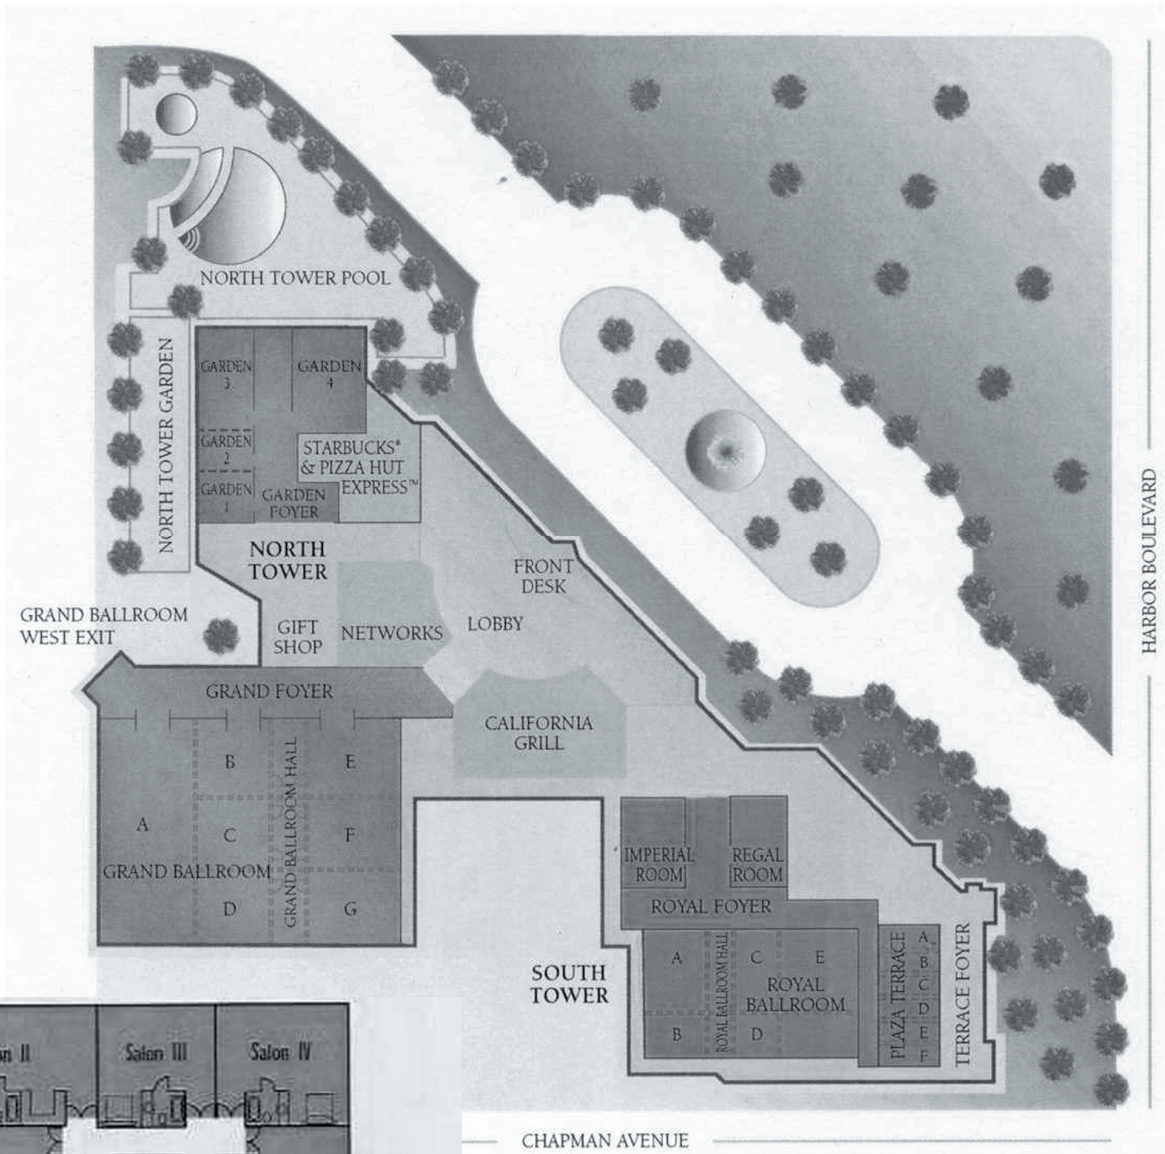 NORTH TOWER POOL
NORTH TOWER GARDEN
GARDEN
3
GARDEN
4
GARDEN
2
GARDEN
1
STARBUCKS®
& PIZZA HUT
EXPRESS™
GARDEN
FOYER
NORTH
TOWER
FRONT
DESK
HARBOR BOULEVARD
GRAND BALLROOM
WEST EXIT
GIFT
SHOP
NETWORKS
LOBBY
GRAND FOYER
CALIFORNIA
GRILL
A
B
C
D
GRAND BALLROOM
GRAND BALLROOM HALL
E
F
G
IMPERIAL
ROOM
REGAL
ROOM
ROYAL FOYER
SOUTH
TOWER
A
B
ROYAL BALLROOM HALL
C
D
E
ROYAL
BALLROOM
PLAZA TERRACE
A
B
C
D
E
F
TERRACE FOYER
II
Salon III
Salon IV
CHAPMAN AVENUE